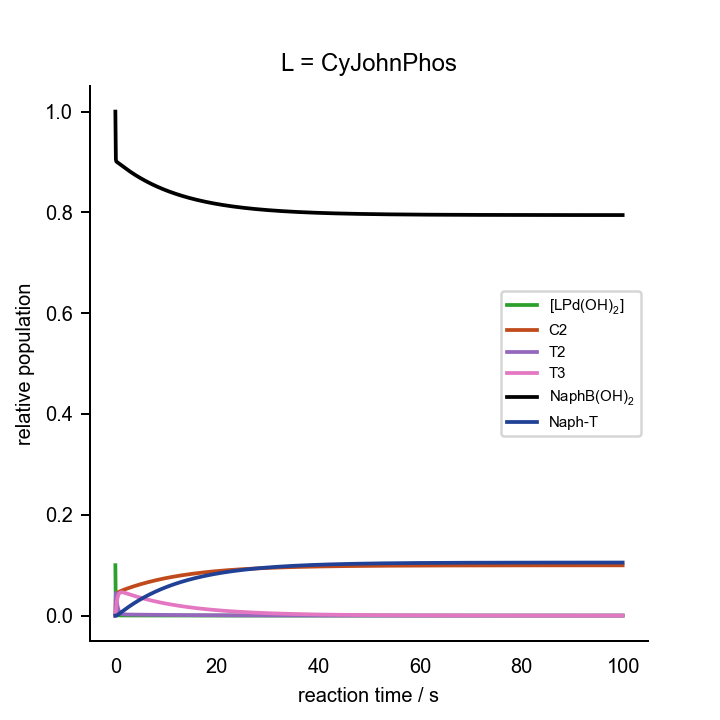 L = CyJohnPhos
relative population
1.0
0.8
0.6
0.4
0.2
0.0
[LPd(OH)₂]
C2
T2
T3
NaphB(OH)₂
Naph-T
0
20
40
60
80
100
reaction time / s